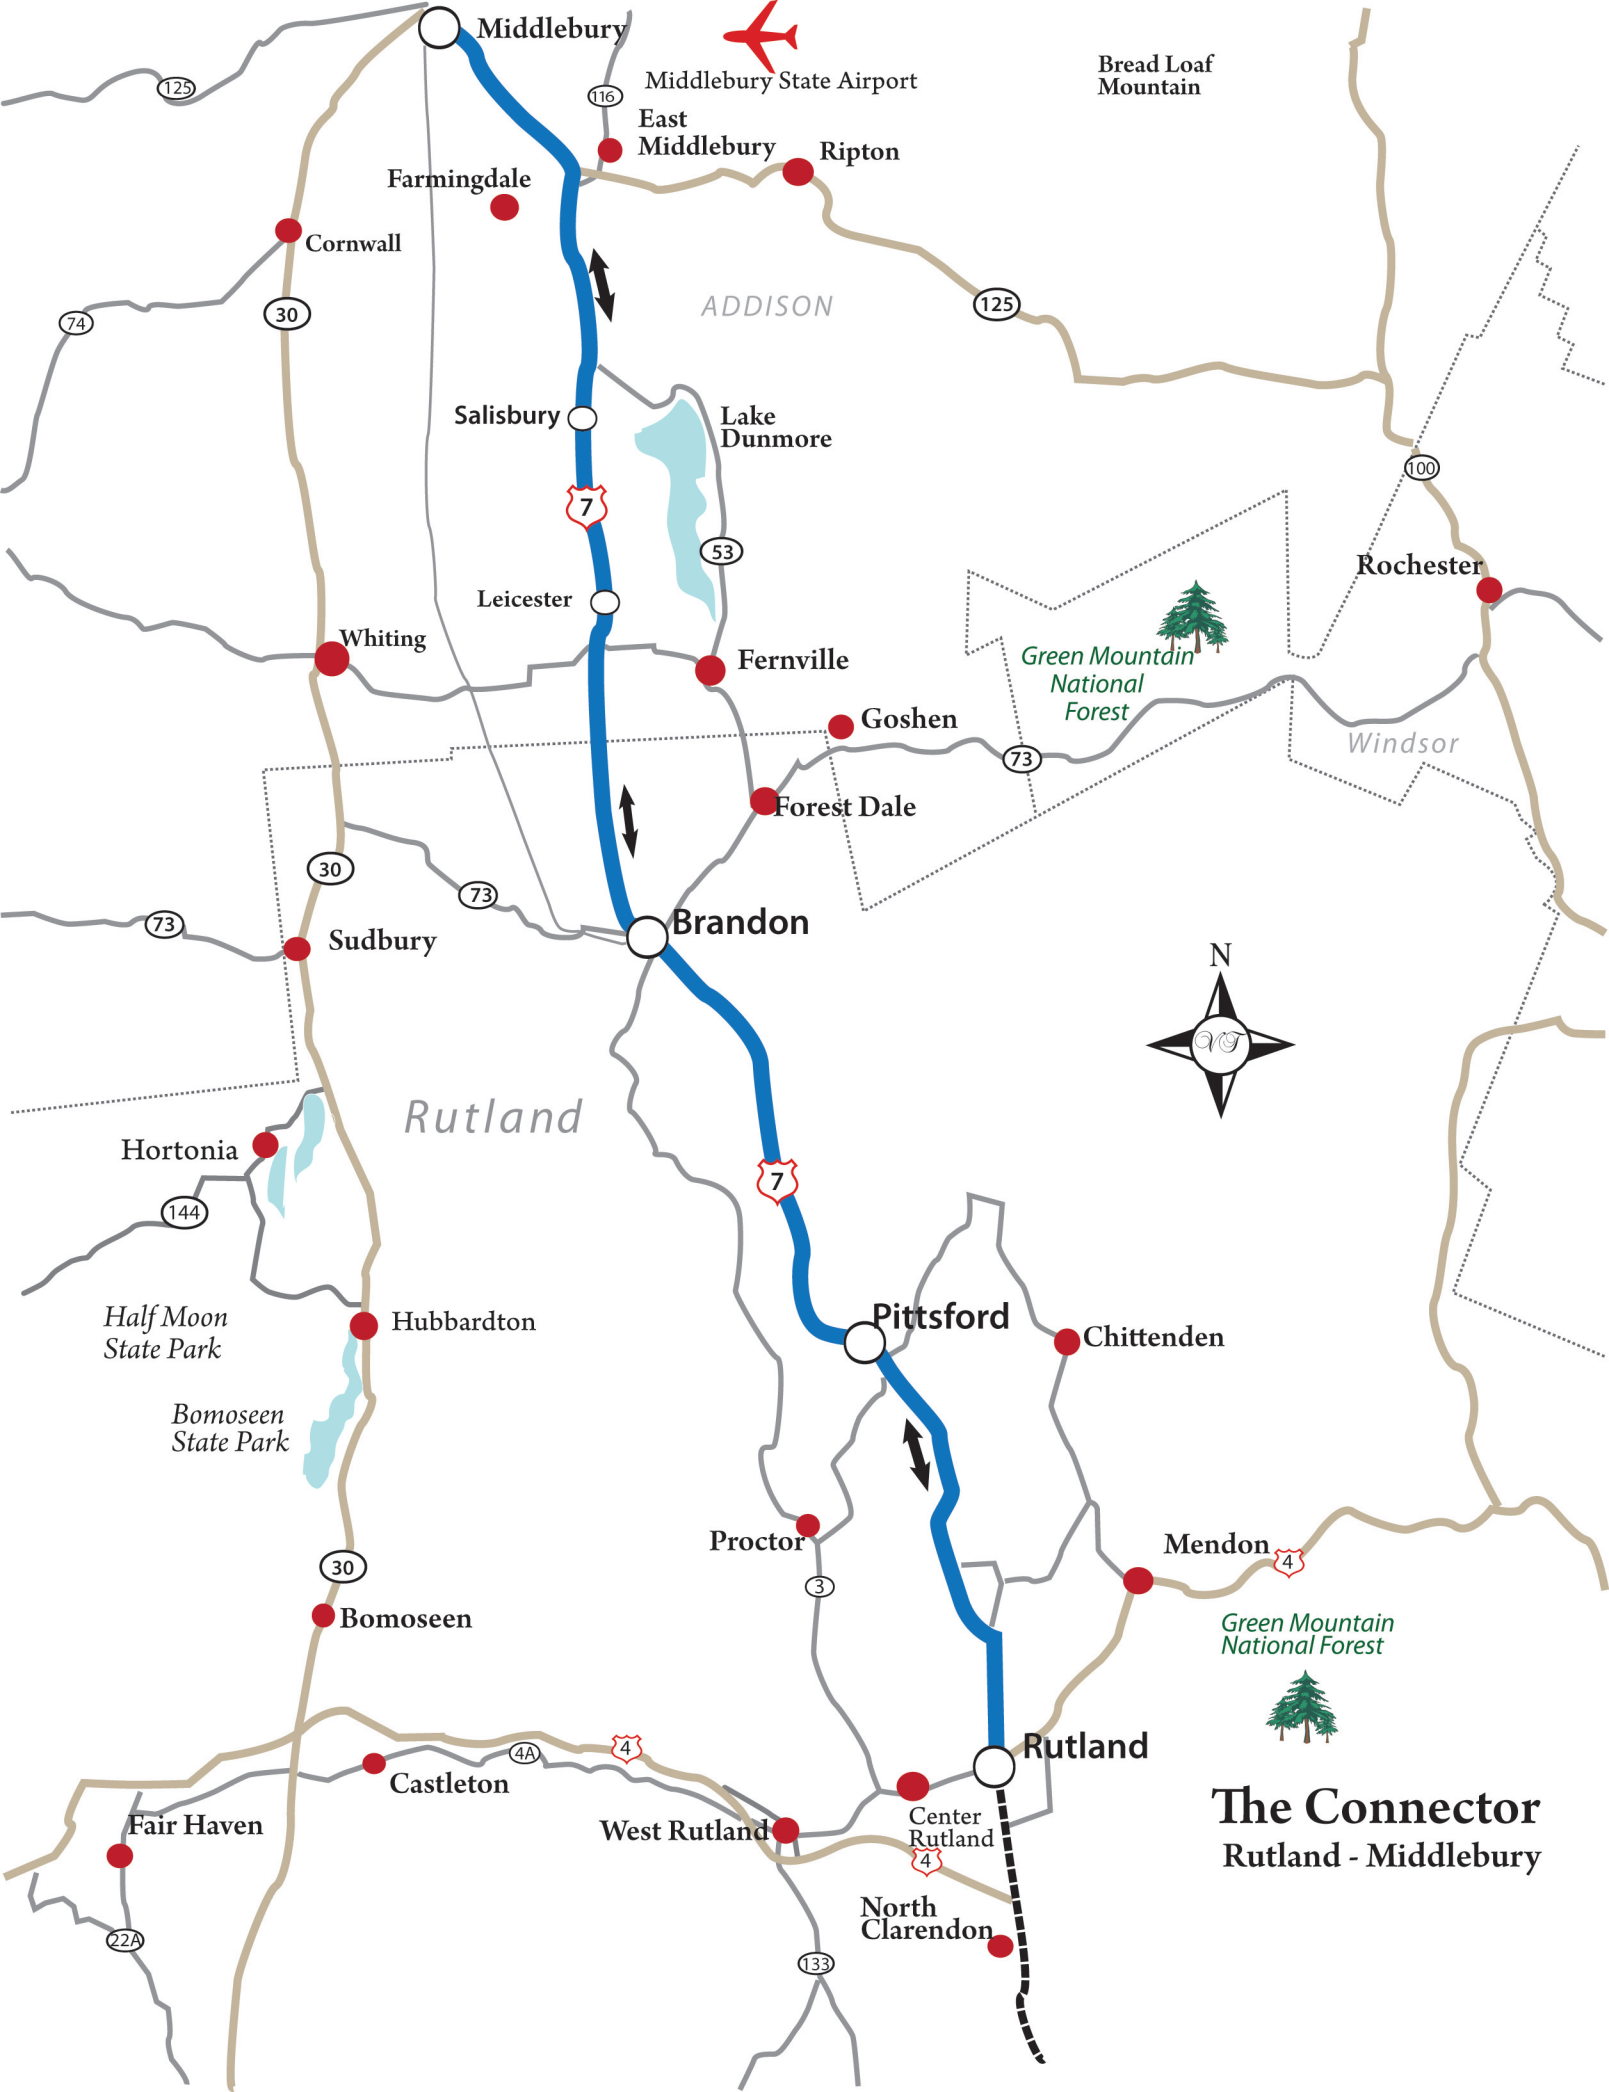 Middlebury
Middlebury State Airport
Bread Loaf
Mountain
125
116
East
Middlebury
Ripton
Farmingdale
Cornwall
30
74
ADDISON
125
Salisbury
Lake
Dunmore
100
7
53
Rochester
Leicester
Whiting
Fernville
Green Mountain
National
Forest
Goshen
Windsor
73
Forest Dale
30
73
73
Brandon
Sudbury
N
VT
Rutland
Hortonia
7
144
Half Moon
State Park
Hubbardton
Pittsford
Chittenden
Bomoseen
State Park
Proctor
Mendon
4
30
3
Bomoseen
Green Mountain
National Forest
4
4A
Rutland
Castleton
The Connector
Rutland - Middlebury
Fair Haven
West Rutland
Center
Rutland
4
North
Clarendon
22A
133